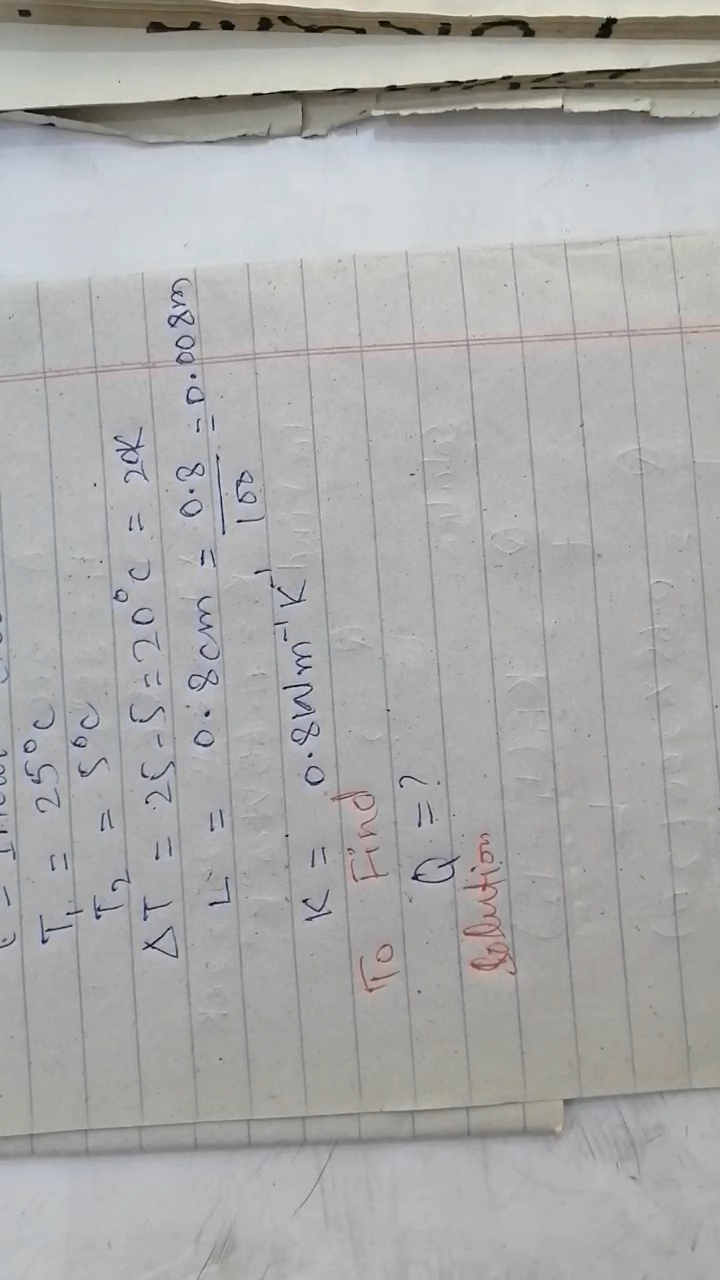 T₁ = 25°C
T₂ = 5°C
ΔT = 25-5 = 20°C = 20K
L = 0.8cm = 0.8/100 = 0.008m
K = 0.8Wm⁻¹K⁻¹
To Find
Q = ?
Solution